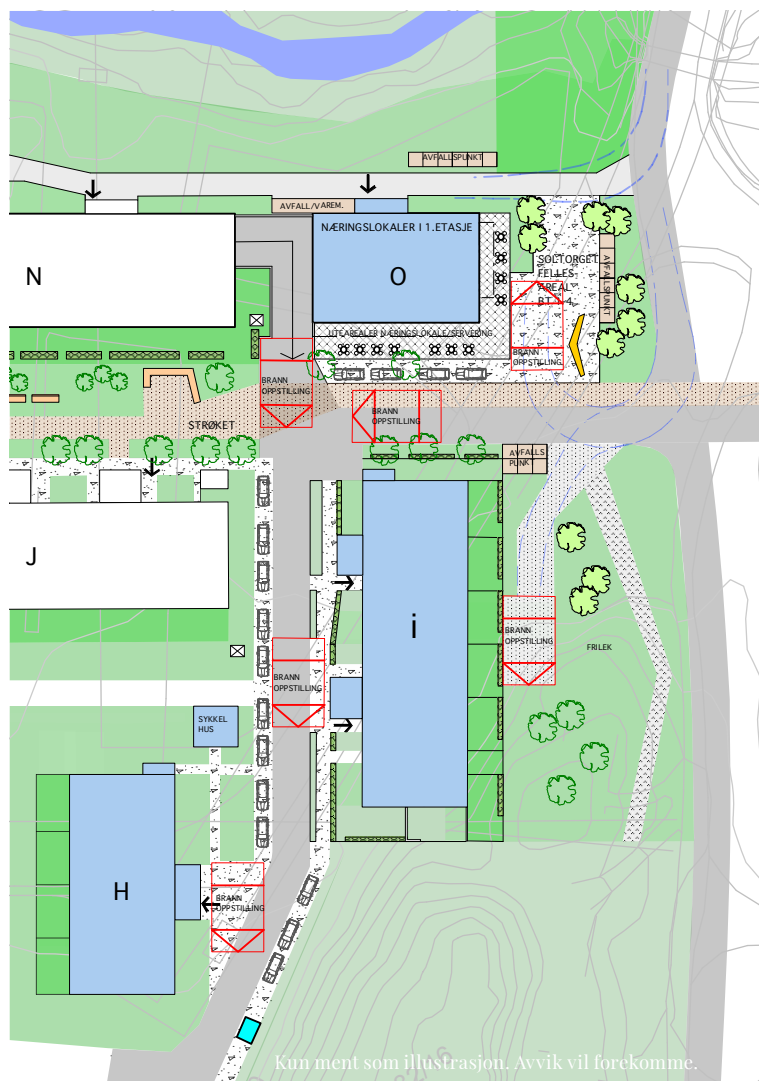 AVFALLSPUNKT
AVFALL/VAREM.
NÆRINGSLOKALER I 1.ETASJE
N
O
SOLTORGET
FELLES-
AREAL
AVFALLSPUNKT
UTEAREALER NÆRINGSLOKALE/SERVERING
BRANN
OPPSTILLING
BRANN
OPPSTILLING
BRANN
OPPSTILLING
STRØKET
AVFALLS
PUNKT
J
i
BRANN
OPPSTILLING
FRILEK
BRANN
OPPSTILLING
SYKKEL
HUS
H
BRANN
OPPSTILLING
Kun ment som illustrasjon. Avvik vil forekomme.